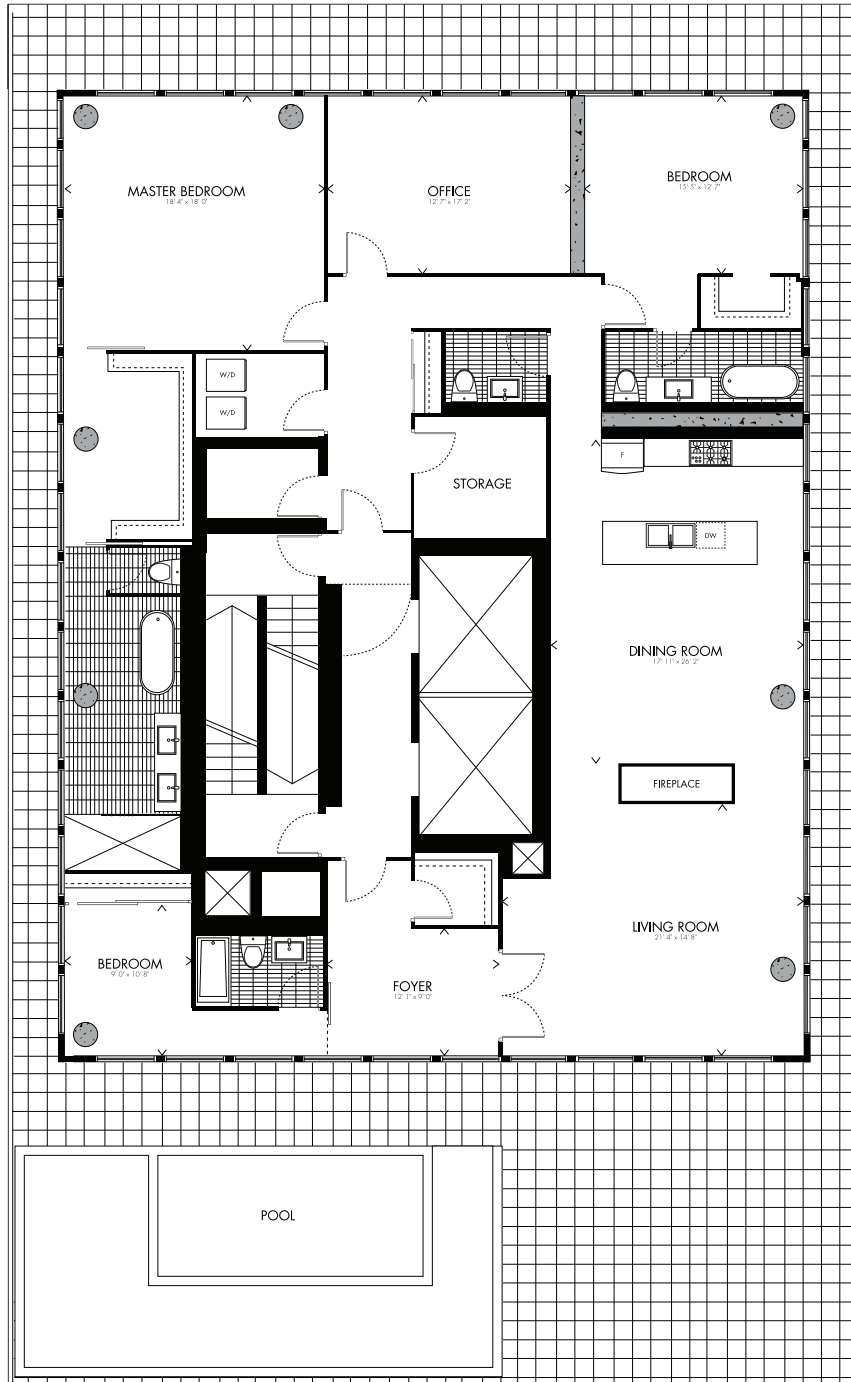 MASTER BEDROOM
18' 4" x 18' 0"
OFFICE
12' 7" x 17' 2"
BEDROOM
15' 5" x 12' 7"
W/D
W/D
STORAGE
F
DW
DINING ROOM
17' 11" x 26' 2"
FIREPLACE
LIVING ROOM
21' 4" x 14' 8"
BEDROOM
9' 0" x 10' 8"
FOYER
12' 1" x 9' 0"
POOL